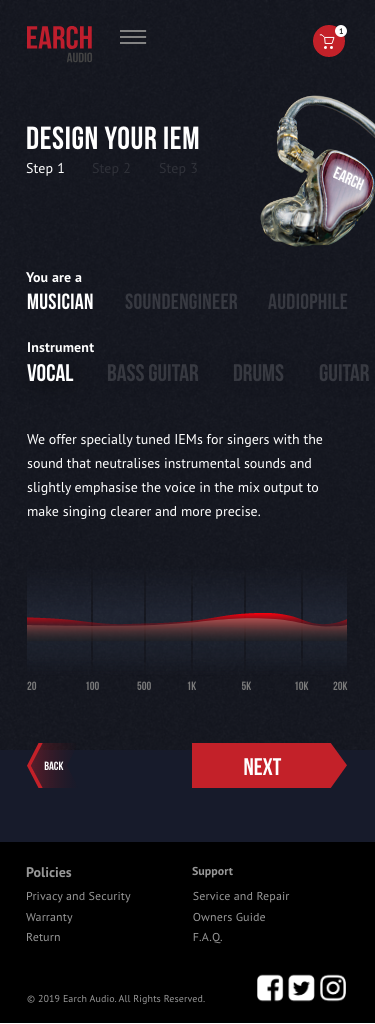 EARCH
AUDIO
1
DESIGN YOUR IEM
Step 1 Step 2 Step 3
EARCH
You are a
MUSICIAN SOUNDENGINEER AUDIOPHILE
Instrument
VOCAL BASS GUITAR DRUMS GUITAR
We offer specially tuned IEMs for singers with the
sound that neutralises instrumental sounds and
slightly emphasise the voice in the mix output to
make singing clearer and more precise.
20 100 500 1K 5K 10K 20K
BACK NEXT
Policies Support
Privacy and Security Service and Repair
Warranty Owners Guide
Return F.A.Q.
© 2019 Earch Audio. All Rights Reserved.